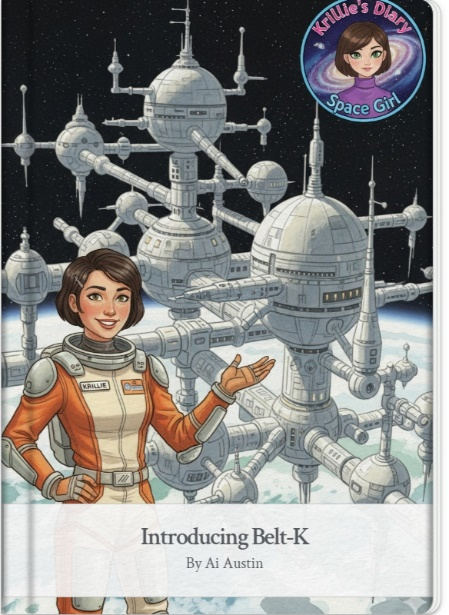 Krillie's Diary
Space Girl
KRILLIE
Introducing Belt-K
By Ai Austin